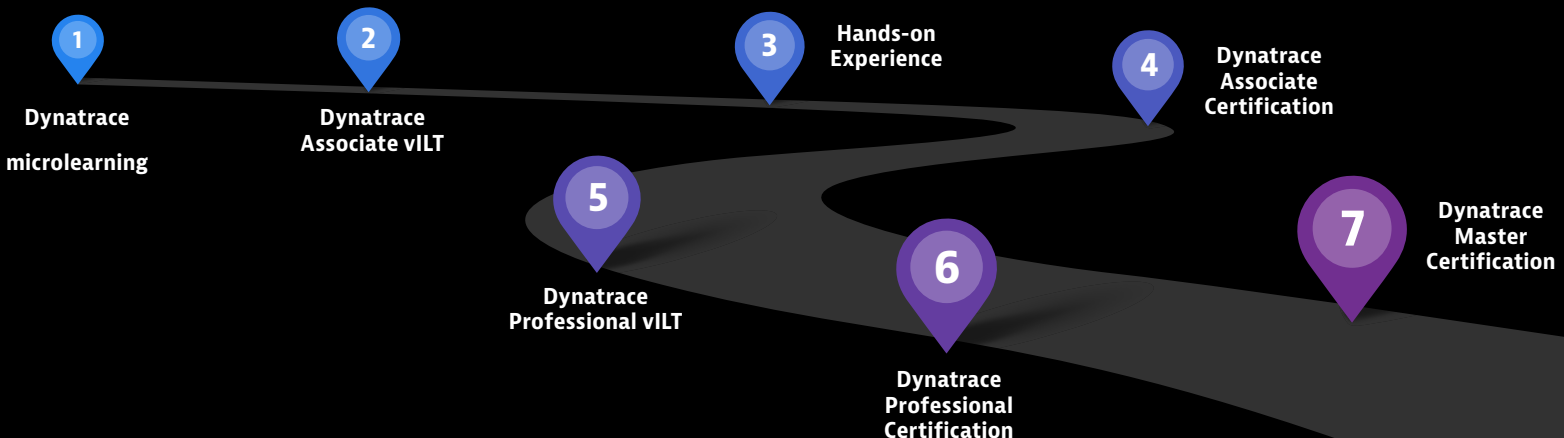 1
Dynatrace
microlearning
2
Dynatrace
Associate vILT
3
Hands-on
Experience
4
Dynatrace
Associate
Certification
5
Dynatrace
Professional vILT
6
Dynatrace
Professional
Certification
7
Dynatrace
Master
Certification